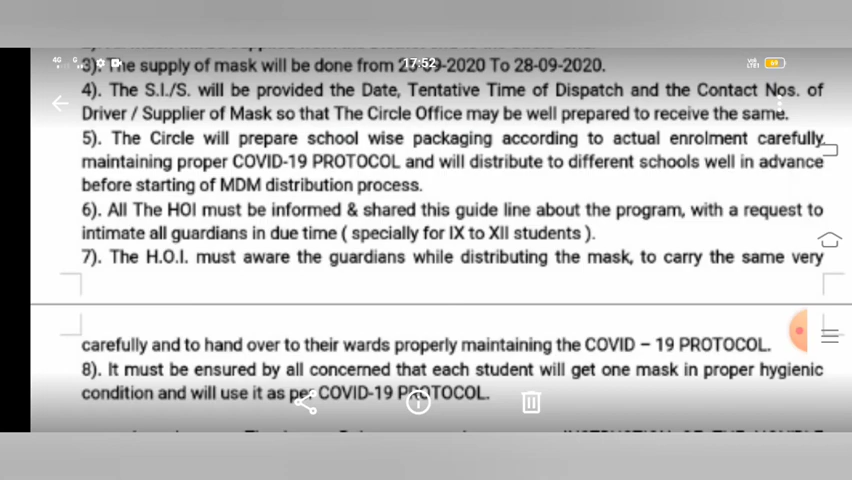 4G
17:52
59
3). The supply of mask will be done from 23-09-2020 To 28-09-2020.
4). The S.I./S. will be provided the Date, Tentative Time of Dispatch and the Contact Nos. of
Driver / Supplier of Mask so that The Circle Office may be well prepared to receive the same.
5). The Circle will prepare school wise packaging according to actual enrolment carefully
maintaining proper COVID-19 PROTOCOL and will distribute to different schools well in advance
before starting of MDM distribution process.
6). All The HOI must be informed & shared this guide line about the program, with a request to
intimate all guardians in due time ( specially for IX to XII students ).
7). The H.O.I. must aware the guardians while distributing the mask, to carry the same very
carefully and to hand over to their wards properly maintaining the COVID – 19 PROTOCOL.
8). It must be ensured by all concerned that each student will get one mask in proper hygienic
condition and will use it as per COVID-19 PROTOCOL.